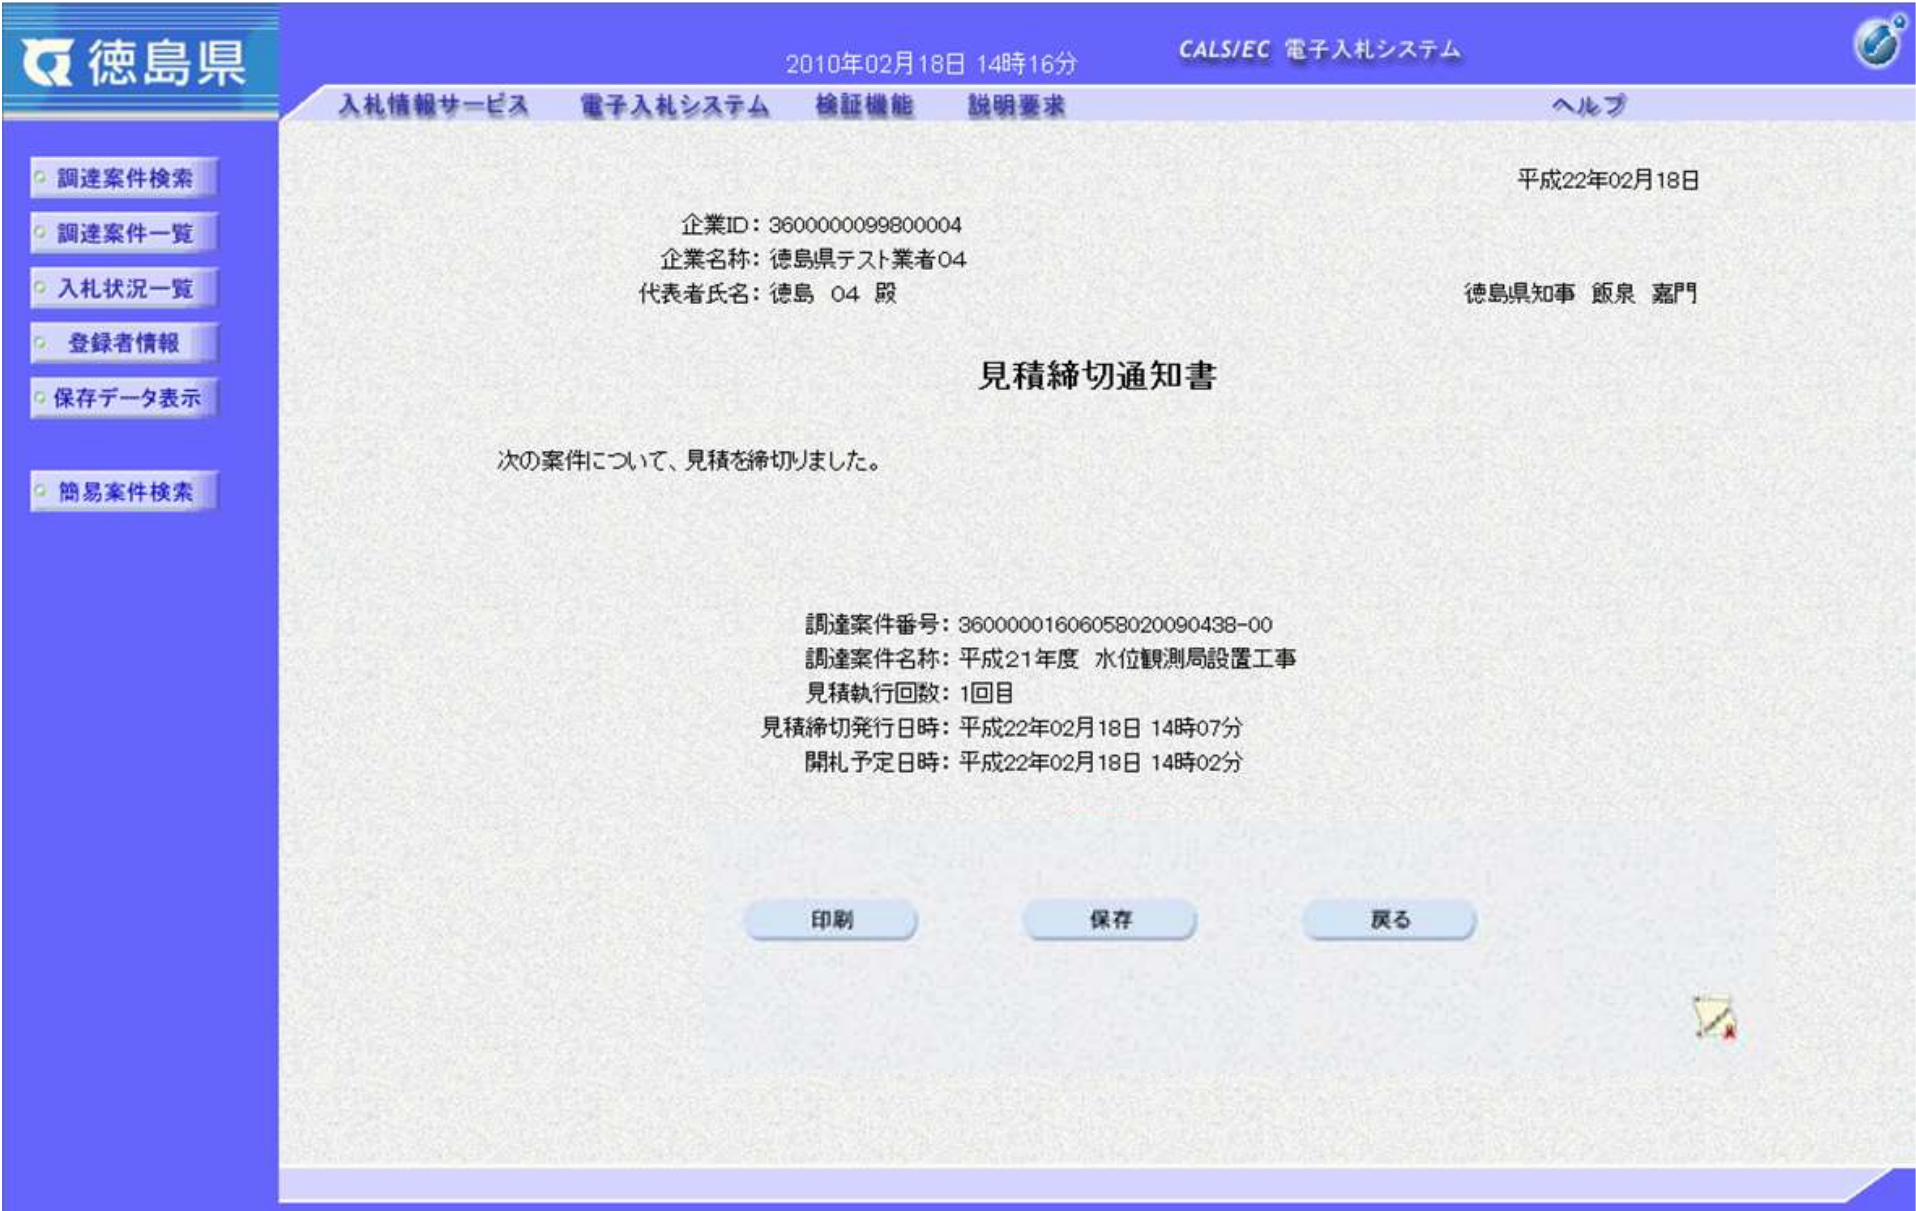 徳島県
2010年02月18日 14時16分
CALS/EC 電子入札システム
入札情報サービス 電子入札システム 検証機能 説明要求 ヘルプ
調達案件検索
調達案件一覧
入札状況一覧
登録者情報
保存データ表示
簡易案件検索
平成22年02月18日
企業ID：3600000099800004
企業名称：徳島県テスト業者04
代表者氏名：徳島　04　殿
徳島県知事　飯泉　嘉門
見積締切通知書
次の案件について、見積を締切りました。
調達案件番号：36000001606058020090438-00
調達案件名称：平成21年度　水位観測局設置工事
見積執行回数：1回目
見積締切発行日時：平成22年02月18日 14時07分
開札予定日時：平成22年02月18日 14時02分
印刷 保存 戻る